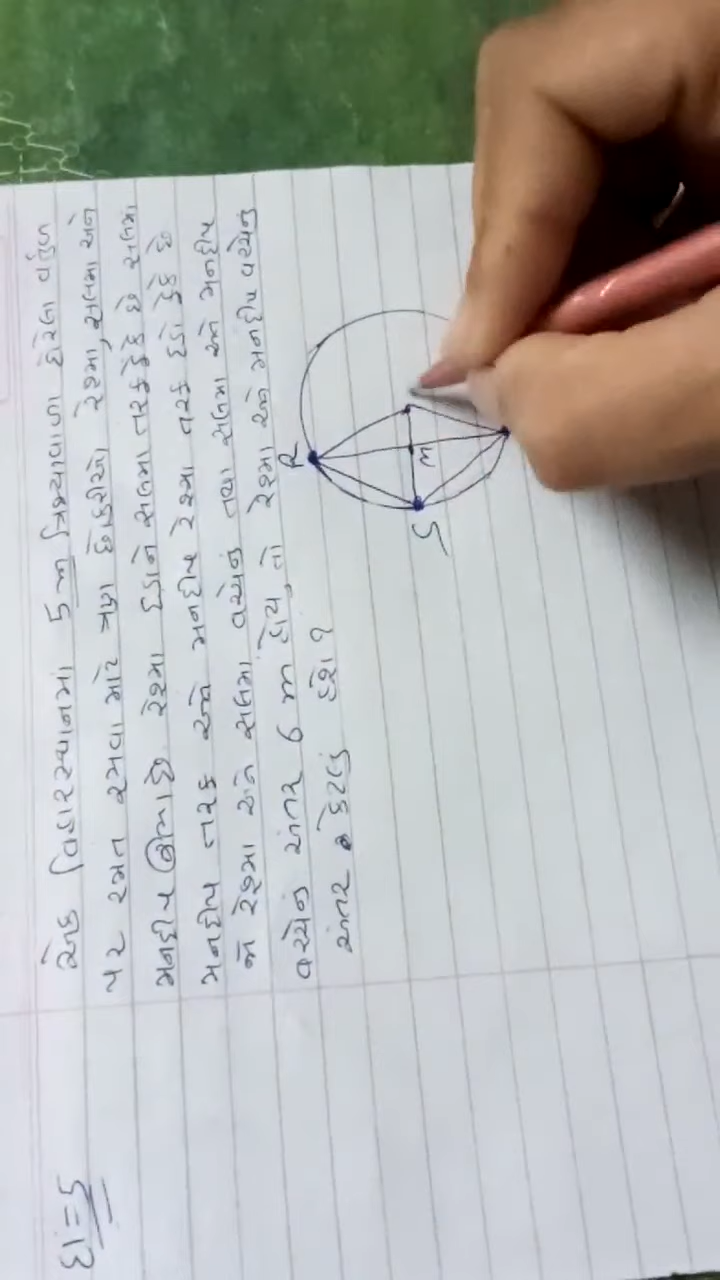 દા=5
એક વિહારસ્થાનમાં 5 m ત્રિજ્યાવાળા દોરેલા વર્તુળ
પર રમત રમવા માટે ત્રણ છોકરીઓ રેશ્મા, સલમા અને
મનદીપ ઊભા છે. રેશ્મા દડાને સલમા તરફ ફેંકે છે સલમા
મનદીપ તરફ અને મનદીપ રેશ્મા તરફ દડો ફેંકે છે
જો રેશ્મા અને સલમા વચ્ચેનું તથા સલમા અને મનદીપ
વચ્ચેનું અંતર 6 m હોય, તો રેશ્મા અને મનદીપ વચ્ચેનું
અંતર કેટલું હશે?
R
M
S